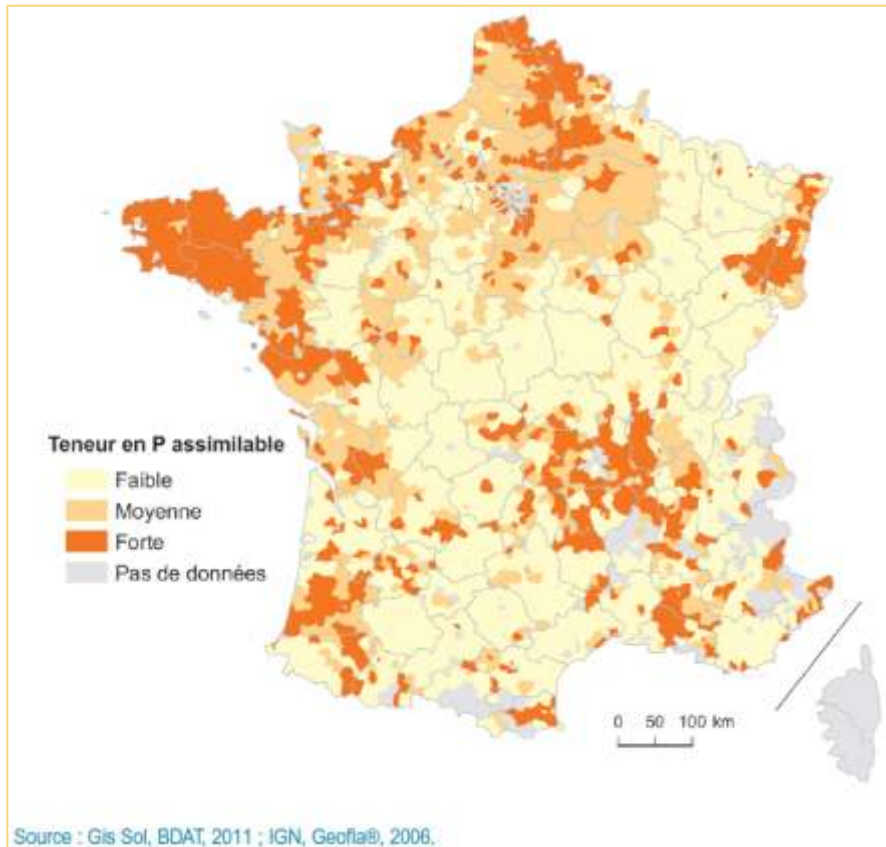 Teneur en P assimilable
Faible
Moyenne
Forte
Pas de données
0 50 100 km
Source : Gis Sol, BDAT, 2011 ; IGN, Geofla®, 2006.